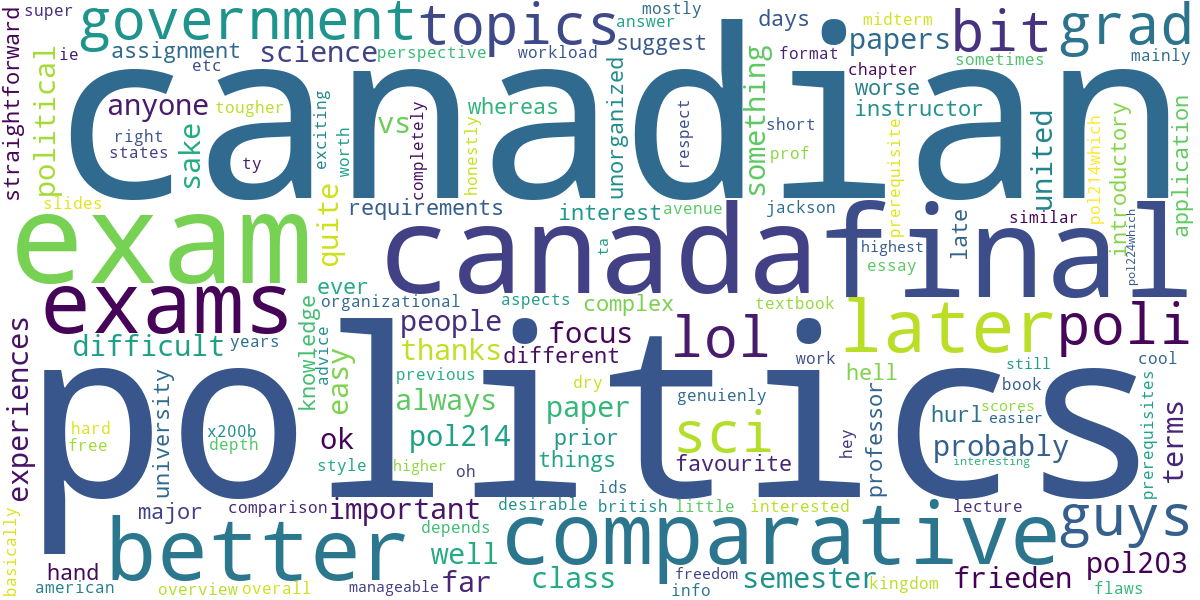 super
government
topics
mostly
answer
days
midterm
bit
grad
straightforward
ie
assignment
etc
science
perspective
workload
suggest
format
papers
sometimes
mainly
canadian
political
anyone
tougher
right
states
ty
sake
exciting
worth
vs
completely
honestly
whereas
unorganized
respect
something
short
prof
chapter
worse
instructor
prerequisite
united
pol214which
introductory
application
slides
exam
quite
requirements
interest
avenue
jackson
similar
canada
final
ta
highest
essay
late
pol224which
exams
ever
organizational
knowledge
advice
aspects
complex
textbook
people
focus
lol
later
poli
thanks
different
work
difficult
years
easy
previous
dry
genuienly
hell
still
cool
book
experiences
politics
hard
free
university
x200b
depth
always
paper
pol214
prior
things
sci
favourite
hey
professor
hurl
scores
easier
probably
interesting
prerequisites
terms
ok
style
higher
oh
ids
major
comparison
important
desirable
british
little
interested
lecture
guys
basically
better
depends
well
comparative
pol203
hand
american
overview
overall
manageable
far
class
freedom
info
semester
kingdom
frieden
flaws